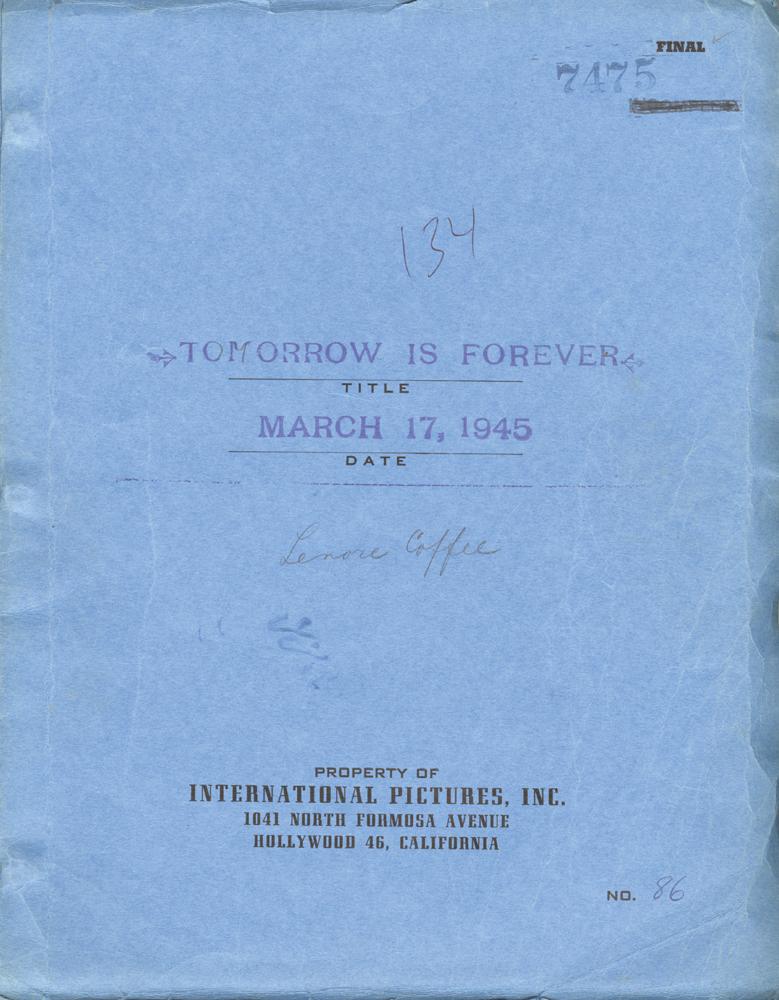 FINAL
7475
134
TOMORROW IS FOREVER
TITLE
MARCH 17, 1945
DATE
Lenore Coffee
PROPERTY OF
INTERNATIONAL PICTURES, INC.
1041 NORTH FORMOSA AVENUE
HOLLYWOOD 46, CALIFORNIA
NO. 86